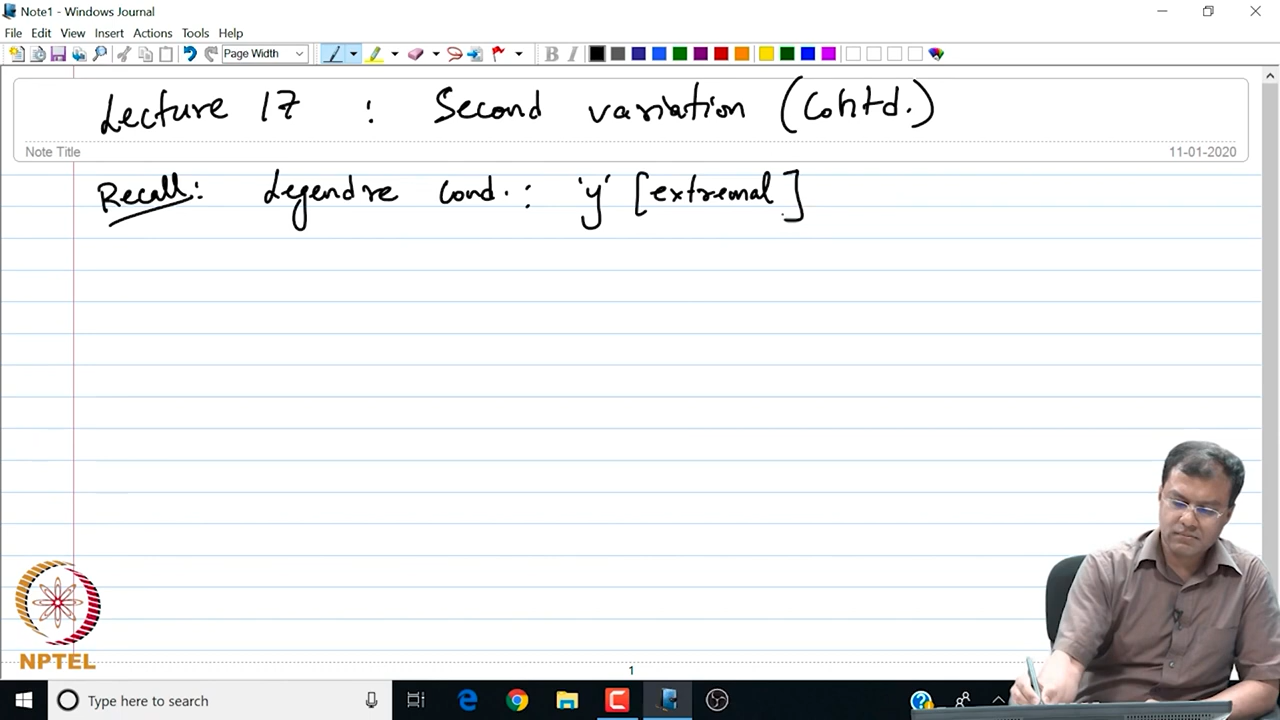 Note1 - Windows Journal
File Edit View Insert Actions Tools Help
Page Width
B I
Lecture 17 : Second variation (Contd.)
Note Title
11-01-2020
Recall: Legendre cond. : 'y' [extremal]
NPTEL
1
Type here to search